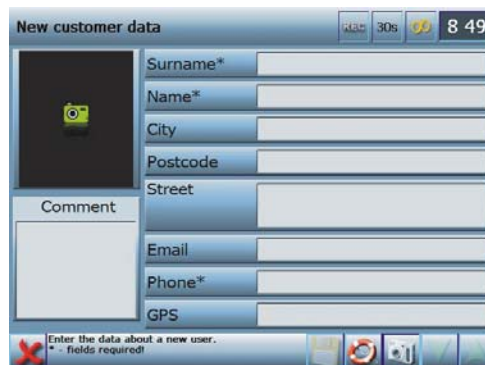 New customer data
30s
8 49
Surname*
Name*
City
Postcode
Street
Comment
Email
Phone*
GPS
Enter the data about a new user.
* - fields required!